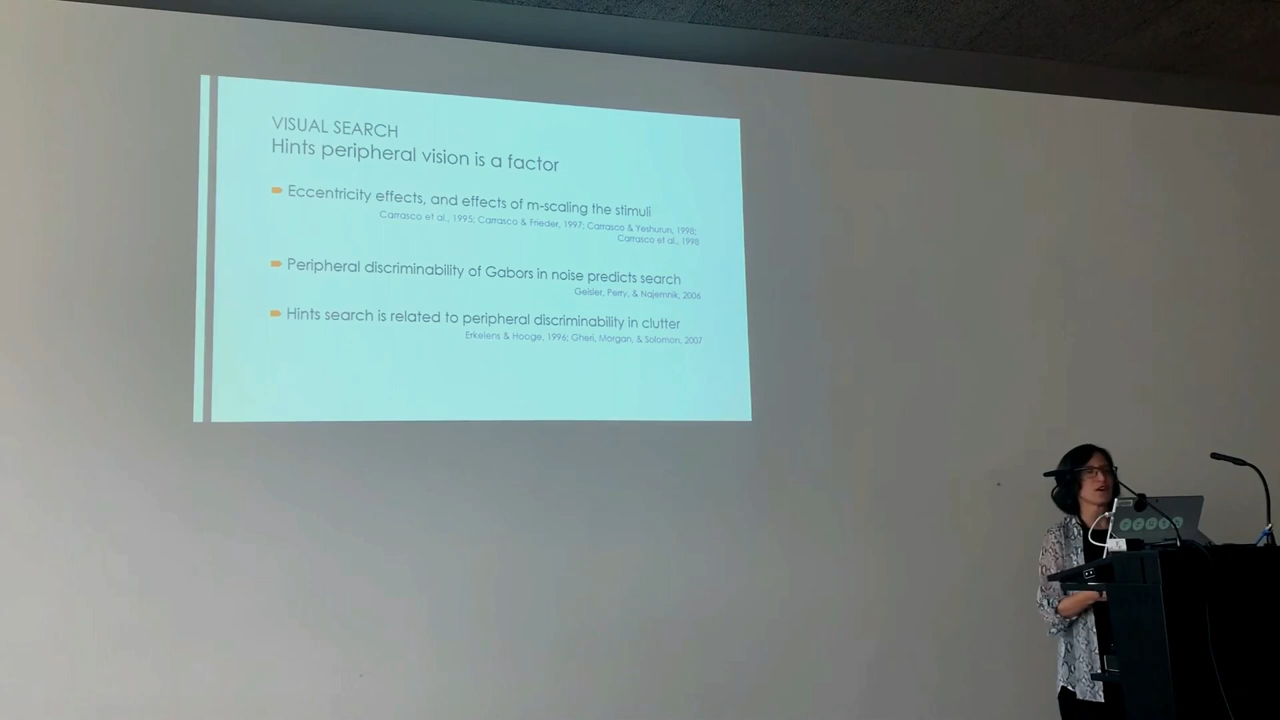 VISUAL SEARCH
Hints peripheral vision is a factor
Eccentricity effects, and effects of m-scaling the stimuli
Carrasco et al., 1995; Carrasco & Frieder, 1997; Carrasco & Yeshurun, 1998;
Carrasco et al., 1998
Peripheral discriminability of Gabors in noise predicts search
Geisler, Perry, & Najemnik, 2006
Hints search is related to peripheral discriminability in clutter
Erkelens & Hooge, 1996; Gheri, Morgan, & Solomon, 2007